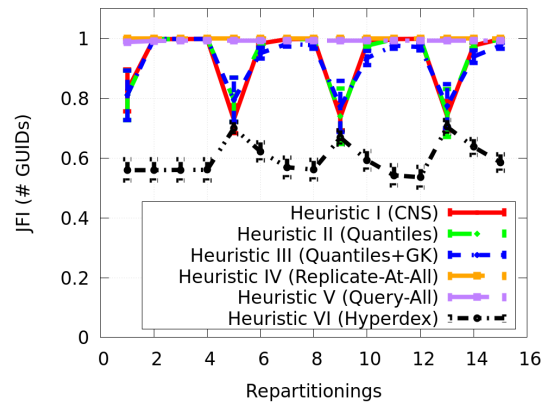 JFI (# GUIDs)
1
0.8
0.6
0.4
0.2
0
Heuristic I (CNS)
Heuristic II (Quantiles)
Heuristic III (Quantiles+GK)
Heuristic IV (Replicate-At-All)
Heuristic V (Query-All)
Heuristic VI (Hyperdex)
0 2 4 6 8 10 12 14 16
Repartitionings